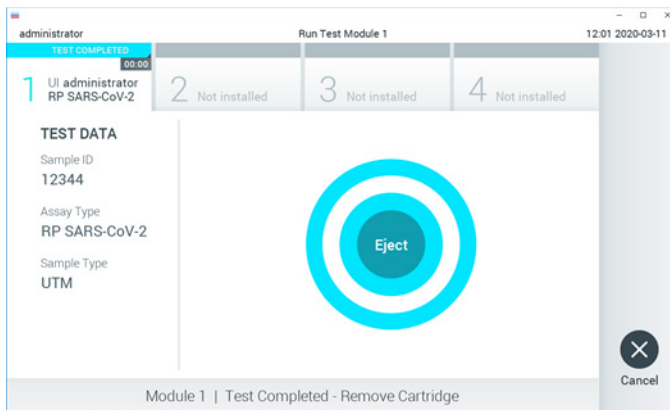 administrator Run Test Module 1 12:01 2020-03-11
TEST COMPLETED
00:00
1 UI administrator
RP SARS-CoV-2
2 Not installed
3 Not installed
4 Not installed
TEST DATA
Sample ID
12344
Assay Type
RP SARS-CoV-2
Sample Type
UTM
Eject
Cancel
Module 1 | Test Completed - Remove Cartridge